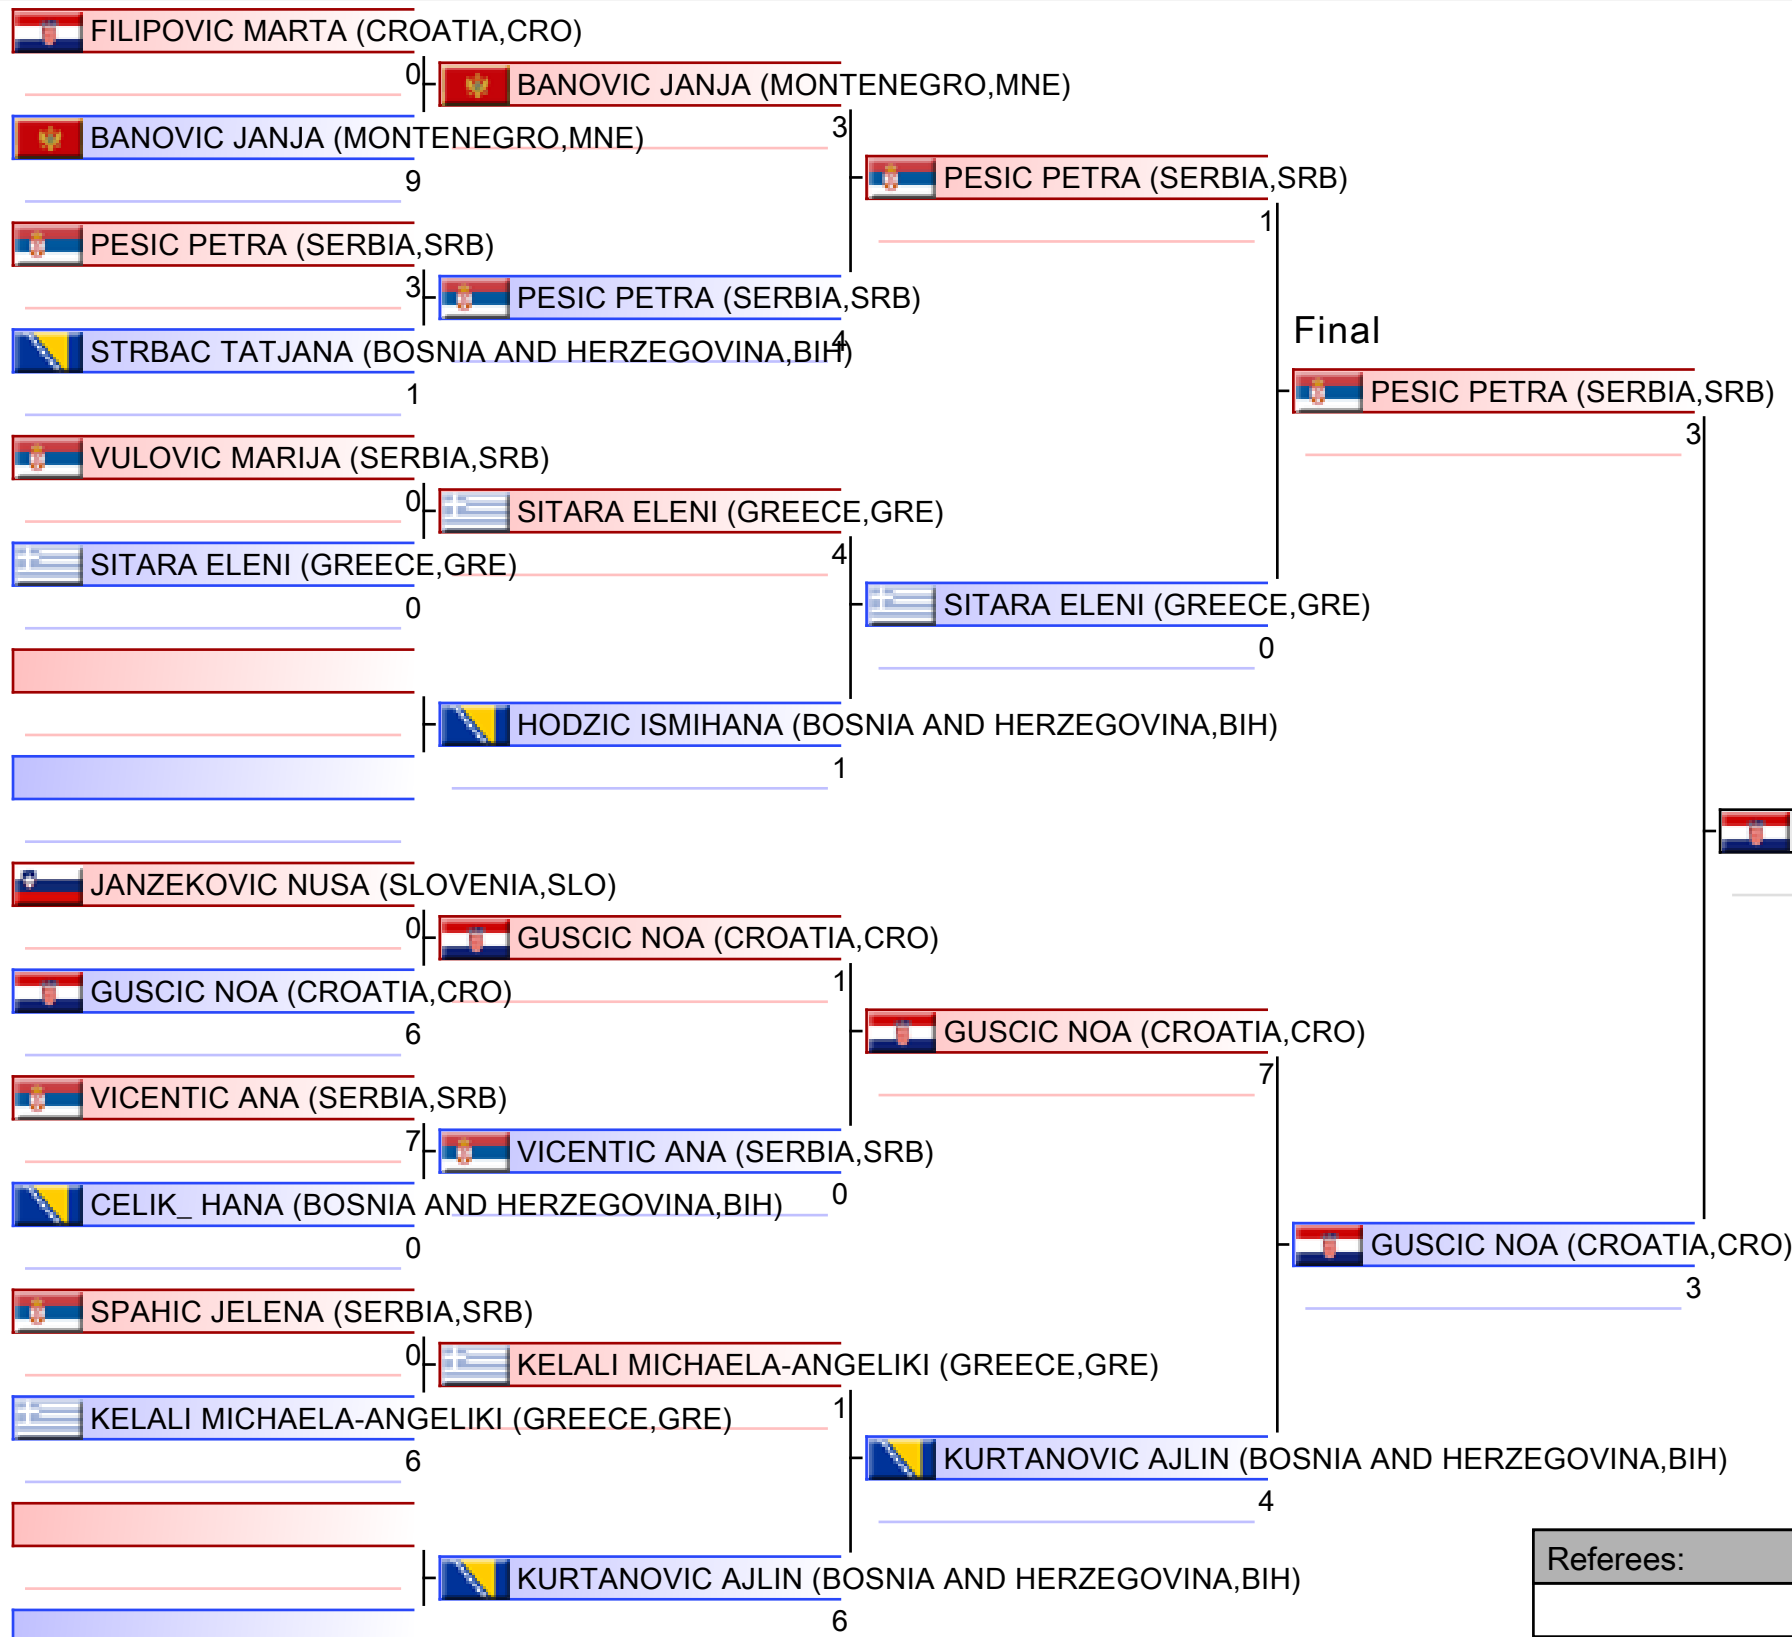 FILIPOVIC MARTA (CROATIA,CRO)
0
BANOVIC JANJA (MONTENEGRO,MNE)
BANOVIC JANJA (MONTENEGRO,MNE)
3
9
PESIC PETRA (SERBIA,SRB)
1
PESIC PETRA (SERBIA,SRB)
3
PESIC PETRA (SERBIA,SRB)
4
STRBAC TATJANA (BOSNIA AND HERZEGOVINA,BIH)
1
Final
PESIC PETRA (SERBIA,SRB)
3
VULOVIC MARIJA (SERBIA,SRB)
0
SITARA ELENI (GREECE,GRE)
4
SITARA ELENI (GREECE,GRE)
0
SITARA ELENI (GREECE,GRE)
0
HODZIC ISMIHANA (BOSNIA AND HERZEGOVINA,BIH)
1
JANZEKOVIC NUSA (SLOVENIA,SLO)
0
GUSCIC NOA (CROATIA,CRO)
1
GUSCIC NOA (CROATIA,CRO)
6
GUSCIC NOA (CROATIA,CRO)
7
VICENTIC ANA (SERBIA,SRB)
7
VICENTIC ANA (SERBIA,SRB)
0
CELIK_ HANA (BOSNIA AND HERZEGOVINA,BIH)
0
GUSCIC NOA (CROATIA,CRO)
3
SPAHIC JELENA (SERBIA,SRB)
0
KELALI MICHAELA-ANGELIKI (GREECE,GRE)
1
KELALI MICHAELA-ANGELIKI (GREECE,GRE)
6
KURTANOVIC AJLIN (BOSNIA AND HERZEGOVINA,BIH)
4
KURTANOVIC AJLIN (BOSNIA AND HERZEGOVINA,BIH)
6
Referees: